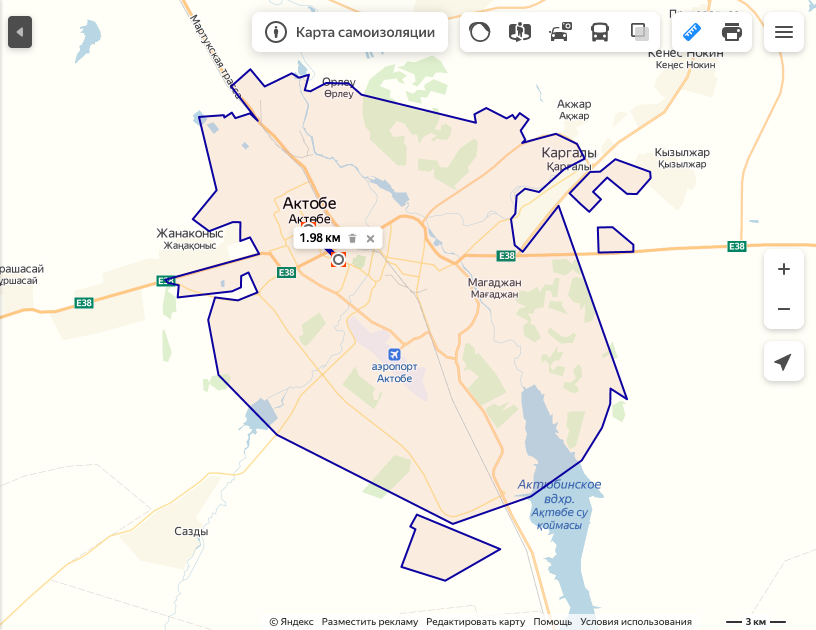 Карта самоизоляции
Мартукская трасса
Орлеу
Өрлеу
Кенес Нокин
Кеңес Нокин
Акжар
Ақжар
Каргалы
Қарғалы
Кызылжар
Қызылжар
Актобе
Ақтөбе
1.98 км
Жанаконыс
Жаңақоныс
E38
E38
E38
E38
Магаджан
Мағаджан
аэропорт
Актобе
Актюбинское
вдхр.
Ақтөбе су
қоймасы
Сазды
© Яндекс Разместить рекламу Редактировать карту Помощь Условия использования
3 км